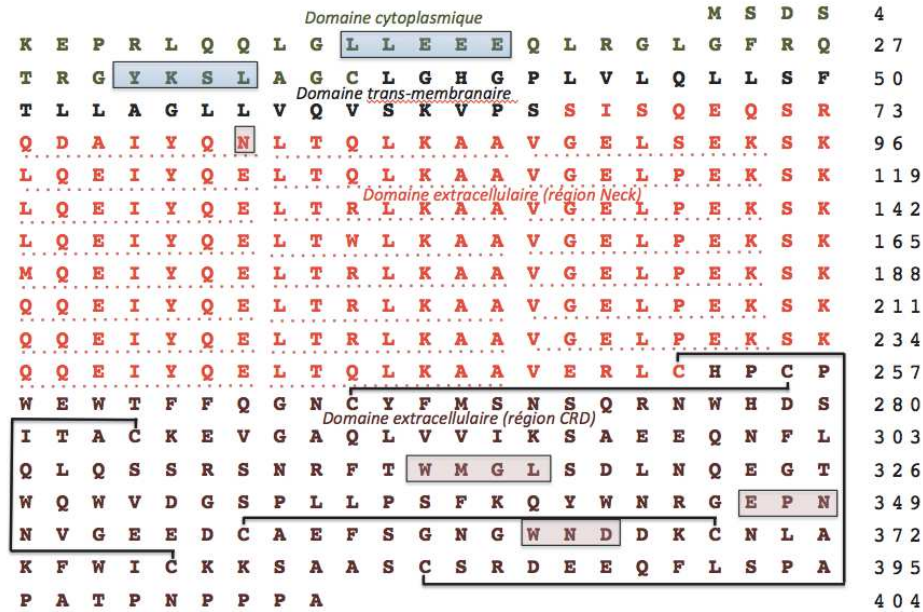 Domaine cytoplasmique
M S D S 4
K E P R L Q Q L G L L E E E Q L R G L G F R Q 27
T R G Y K S L A G C L G H G P L V L Q L L S F 50
Domaine trans-membranaire
T L L A G L L V Q V S K V P S S I S Q E Q S R 73
Q D A I Y Q N L T Q L K A A V G E L S E K S K 96
L Q E I Y Q E L T Q L K A A V G E L P E K S K 119
Domaine extracellulaire (région Neck)
L Q E I Y Q E L T R L K A A V G E L P E K S K 142
L Q E I Y Q E L T W L K A A V G E L P E K S K 165
M Q E I Y Q E L T R L K A A V G E L P E K S K 188
Q Q E I Y Q E L T R L K A A V G E L P E K S K 211
Q Q E I Y Q E L T R L K A A V G E L P E K S K 234
Q Q E I Y Q E L T Q L K A A V E R L C H P C P 257
W E W T F F Q G N C Y F M S N S Q R N W H D S 280
Domaine extracellulaire (région CRD)
I T A C K E V G A Q L V V I K S A E E Q N F L 303
Q L Q S S R S N R F T W M G L S D L N Q E G T 326
W Q W V D G S P L L P S F K Q Y W N R G E P N 349
N V G E E D C A E F S G N G W N D D K C N L A 372
K F W I C K K S A A S C S R D E E Q F L S P A 395
P A T P N P P P A 404